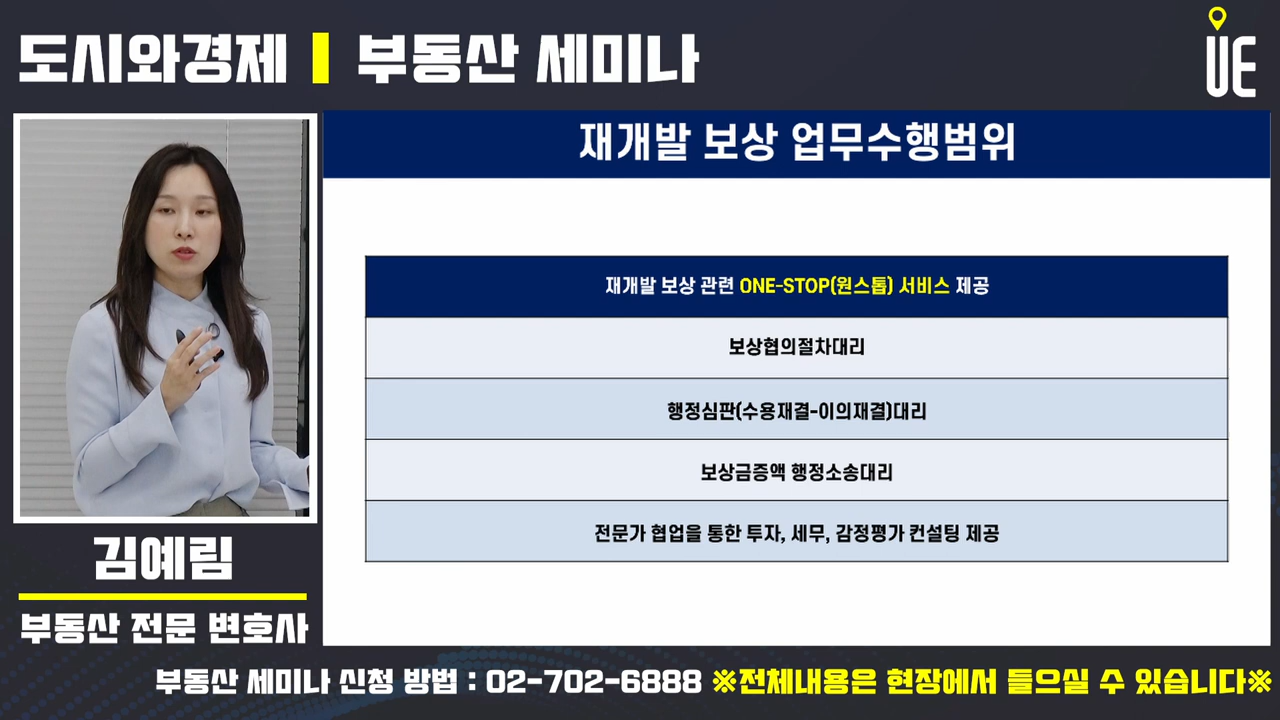 도시와경제 부동산 세미나
UE
재개발 보상 업무수행범위
재개발 보상 관련 ONE-STOP(원스톱) 서비스 제공
보상협의절차대리
행정심판(수용재결-이의재결)대리
보상금증액 행정소송대리
전문가 협업을 통한 투자, 세무, 감정평가 컨설팅 제공
김예림
부동산 전문 변호사
부동산 세미나 신청 방법 : 02-702-6888 ※전체내용은 현장에서 들으실 수 있습니다※